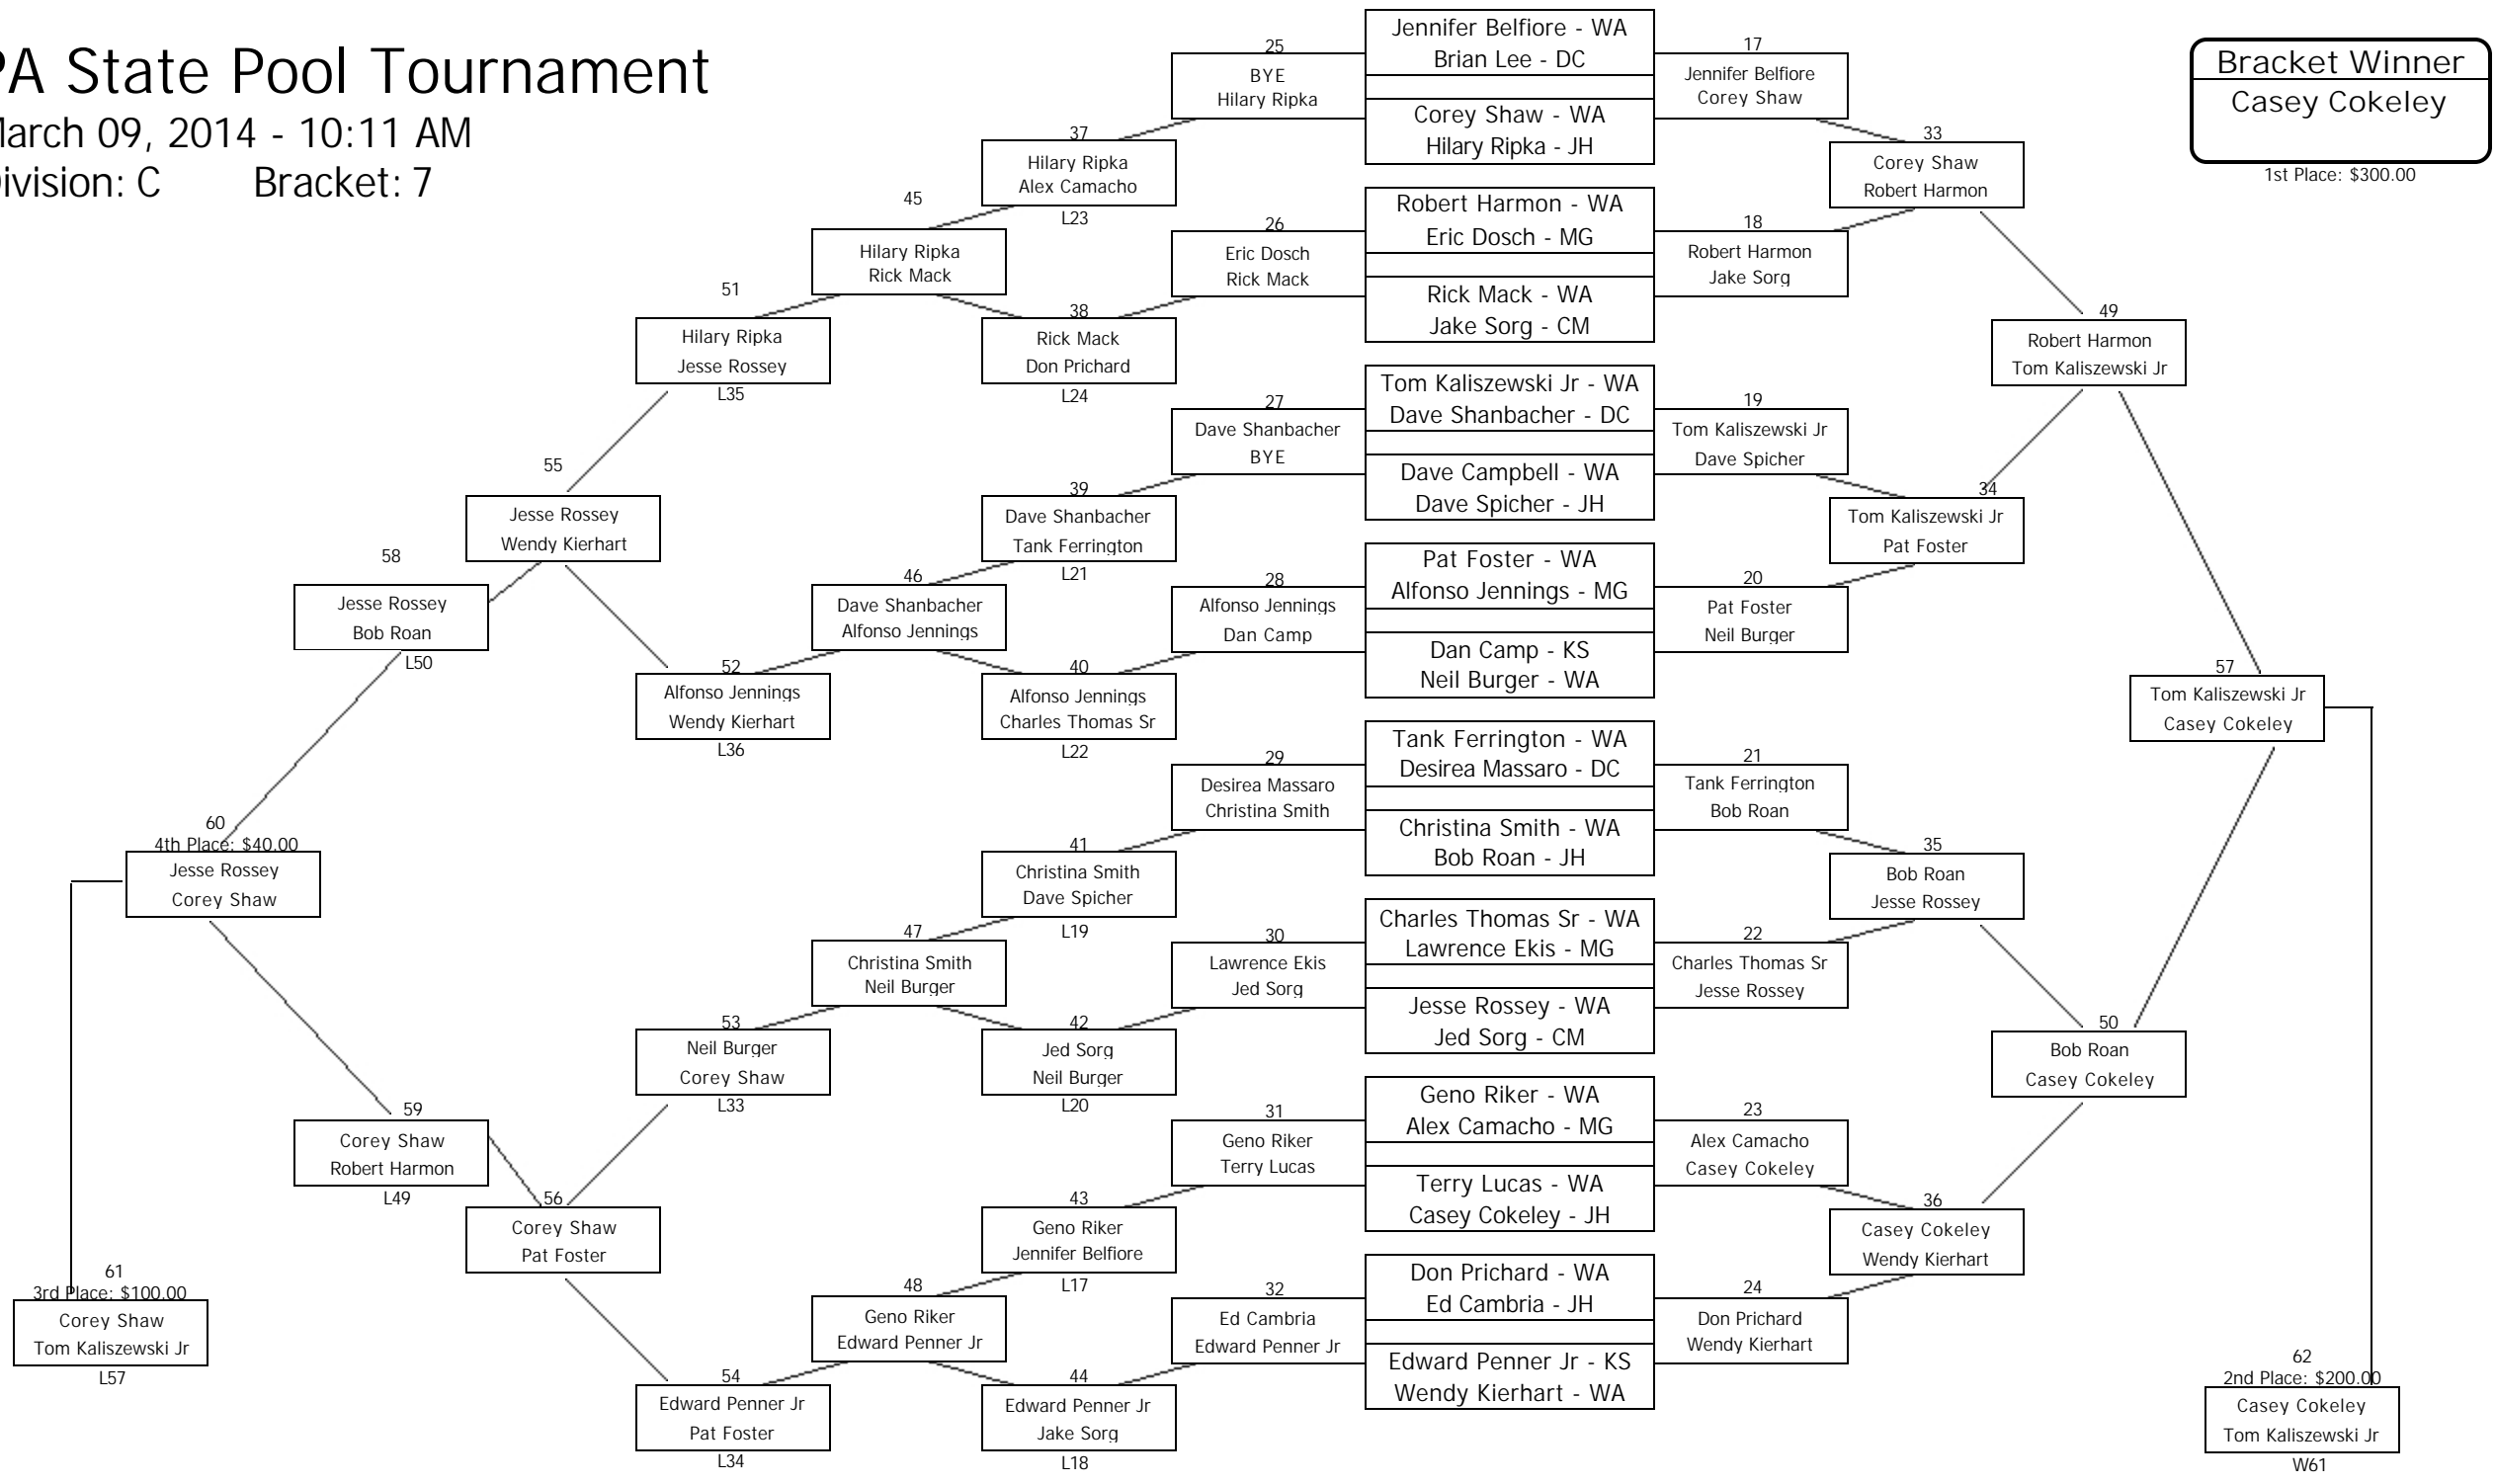 PA State Pool Tournament
March 09, 2014 - 10:11 AM
Division: C Bracket: 7
Bracket Winner
Casey Cokeley
1st Place: $300.00
Jennifer Belfiore - WA
Brian Lee - DC
Corey Shaw - WA
Hilary Ripka - JH
Robert Harmon - WA
Eric Dosch - MG
Rick Mack - WA
Jake Sorg - CM
Tom Kaliszewski Jr - WA
Dave Shanbacher - DC
Dave Campbell - WA
Dave Spicher - JH
Pat Foster - WA
Alfonso Jennings - MG
Dan Camp - KS
Neil Burger - WA
Tank Ferrington - WA
Desirea Massaro - DC
Christina Smith - WA
Bob Roan - JH
Charles Thomas Sr - WA
Lawrence Ekis - MG
Jesse Rossey - WA
Jed Sorg - CM
Geno Riker - WA
Alex Camacho - MG
Terry Lucas - WA
Casey Cokeley - JH
Don Prichard - WA
Ed Cambria - JH
Edward Penner Jr - KS
Wendy Kierhart - WA
17
Jennifer Belfiore
Corey Shaw
18
Robert Harmon
Jake Sorg
19
Tom Kaliszewski Jr
Dave Spicher
20
Pat Foster
Neil Burger
21
Tank Ferrington
Bob Roan
22
Charles Thomas Sr
Jesse Rossey
23
Alex Camacho
Casey Cokeley
24
Don Prichard
Wendy Kierhart
25
BYE
Hilary Ripka
26
Eric Dosch
Rick Mack
27
Dave Shanbacher
BYE
28
Alfonso Jennings
Dan Camp
29
Desirea Massaro
Christina Smith
30
Lawrence Ekis
Jed Sorg
31
Geno Riker
Terry Lucas
32
Ed Cambria
Edward Penner Jr
33
Corey Shaw
Robert Harmon
34
Tom Kaliszewski Jr
Pat Foster
35
Bob Roan
Jesse Rossey
36
Casey Cokeley
Wendy Kierhart
37
Hilary Ripka
Alex Camacho
L23
38
Rick Mack
Don Prichard
L24
39
Dave Shanbacher
Tank Ferrington
L21
40
Alfonso Jennings
Charles Thomas Sr
L22
41
Christina Smith
Dave Spicher
L19
42
Jed Sorg
Neil Burger
L20
43
Geno Riker
Jennifer Belfiore
L17
44
Edward Penner Jr
Jake Sorg
L18
45
Hilary Ripka
Rick Mack
46
Dave Shanbacher
Alfonso Jennings
47
Christina Smith
Neil Burger
48
Geno Riker
Edward Penner Jr
49
Robert Harmon
Tom Kaliszewski Jr
50
Bob Roan
Casey Cokeley
51
Hilary Ripka
Jesse Rossey
L35
52
Alfonso Jennings
Wendy Kierhart
L36
53
Neil Burger
Corey Shaw
L33
54
Edward Penner Jr
Pat Foster
L34
55
Jesse Rossey
Wendy Kierhart
56
Corey Shaw
Pat Foster
57
Tom Kaliszewski Jr
Casey Cokeley
58
Jesse Rossey
Bob Roan
L50
59
Corey Shaw
Robert Harmon
L49
60
4th Place: $40.00
Jesse Rossey
Corey Shaw
61
3rd Place: $100.00
Corey Shaw
Tom Kaliszewski Jr
L57
62
2nd Place: $200.00
Casey Cokeley
Tom Kaliszewski Jr
W61